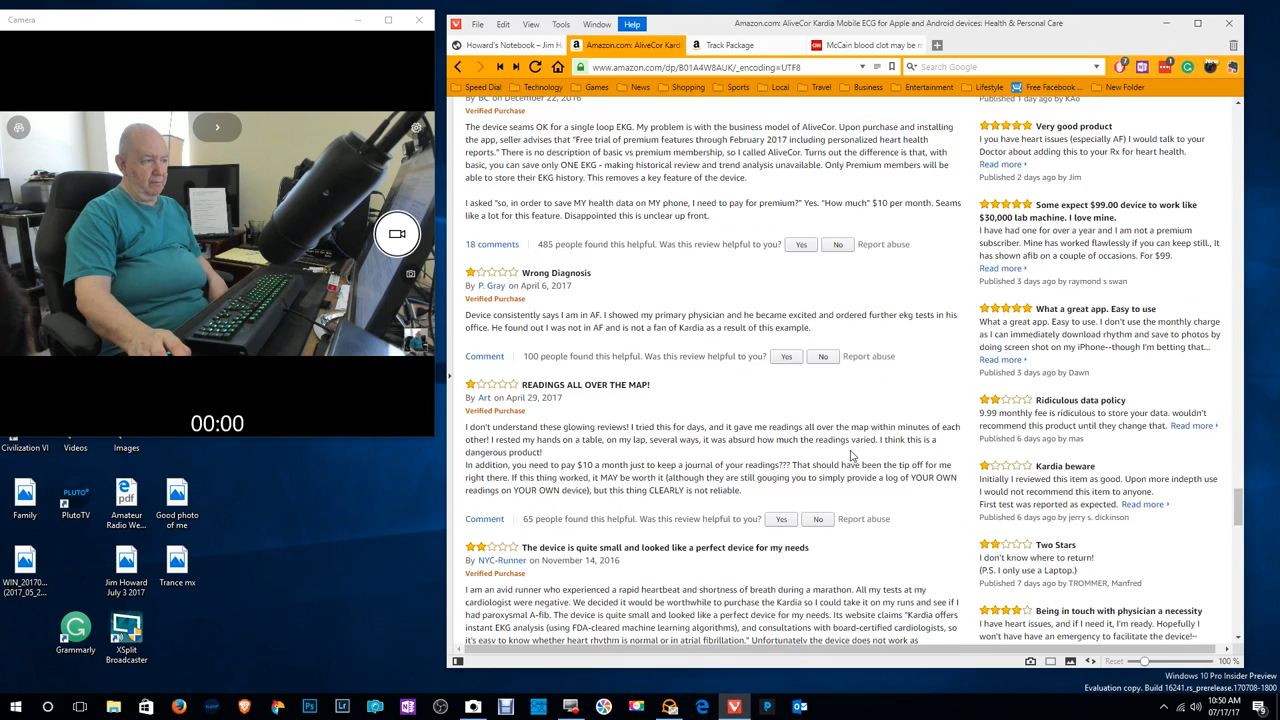 Camera
00:00
Civilization VI
Videos
Images
Family
PlutoTV
Amateur
Radio We...
Good photo
of me
WIN_20170...
(2017_05_2...
Jim Howard
July 3 2017
Trance mx
Grammarly
XSplit
Broadcaster
File Edit View Tools Window Help
Amazon.com: AliveCor Kardia Mobile ECG for Apple and Android devices: Health & Personal Care
Howard's Notebook – Jim H
Amazon.com: AliveCor Kard
Track Package
McCain blood clot may be m
www.amazon.com/dp/B01A4W8AUK/_encoding=UTF8
Search Google
Speed Dial Technology Games News Shopping Sports Local Travel Business Entertainment Lifestyle Free Facebook ... New Folder
By BC on December 22, 2016
Verified Purchase
The device seams OK for a single loop EKG. My problem is with the business model of AliveCor. Upon purchase and installing
the app, seller advises that "Free trial of premium features through February 2017 including personalized heart health
reports." There is no description of basic vs premium membership, so I called AliveCor. Turns out the difference is that, with
basic, you can save only ONE EKG - making historical review and trend analysis unavailable. Only Premium members will be
able to store their EKG history. This removes a key feature of the device.
I asked "so, in order to save MY health data on MY phone, I need to pay for premium?" Yes. "How much" $10 per month. Seams
like a lot for this feature. Disappointed this is unclear up front.
18 comments 485 people found this helpful. Was this review helpful to you? Yes No Report abuse
Wrong Diagnosis
By P. Gray on April 6, 2017
Verified Purchase
Device consistently says I am in AF. I showed my primary physician and he became excited and ordered further ekg tests in his
office. He found out I was not in AF and is not a fan of Kardia as a result of this example.
Comment 100 people found this helpful. Was this review helpful to you? Yes No Report abuse
READINGS ALL OVER THE MAP!
By Art on April 29, 2017
Verified Purchase
I don't understand these glowing reviews! I tried this for days, and it gave me readings all over the map within minutes of each
other! I rested my hands on a table, on my lap, several ways, it was absurd how much the readings varied. I think this is a
dangerous product!
In addition, you need to pay $10 a month just to keep a journal of your readings??? That should have been the tip off for me
right there. If this thing worked, it MAY be worth it (although they are still gouging you to simply provide a log of YOUR OWN
readings on YOUR OWN device), but this thing CLEARLY is not reliable.
Comment 65 people found this helpful. Was this review helpful to you? Yes No Report abuse
The device is quite small and looked like a perfect device for my needs
By NYC-Runner on November 14, 2016
Verified Purchase
I am an avid runner who experienced a rapid heartbeat and shortness of breath during a marathon. All my tests at my
cardiologist were negative. We decided it would be worthwhile to purchase the Kardia so I could take it on my runs and see if I
had paroxysmal A-fib. The device is quite small and looked like a perfect device for my needs. Its website claims "Kardia offers
instant EKG analysis (using FDA-cleared machine learning algorithms), and consultations with board-certified cardiologists, so
it's easy to know whether heart rhythm is normal or in atrial fibrillation." Unfortunately the device does not work as
Published 1 day ago by KAo
Very good product
I you have heart issues (especially AF) I would talk to your
Doctor about adding this to your Rx for heart health.
Read more
Published 2 days ago by Jim
Some expect $99.00 device to work like
$30,000 lab machine. I love mine.
I have had one for over a year and I am not a premium
subscriber. Mine has worked flawlessly if you can keep still., It
has shown afib on a couple of occasions. For $99.
Read more
Published 3 days ago by raymond s swan
What a great app. Easy to use
What a great app. Easy to use. I don't use the monthly charge
as I can immediately download rhythm and save to photos by
doing screen shot on my iPhone--though I'm betting that...
Read more
Published 3 days ago by Dawn
Ridiculous data policy
9.99 monthly fee is ridiculous to store your data. wouldn't
recommend this product until they change that. Read more
Published 6 days ago by mas
Kardia beware
Initially I reviewed this item as good. Upon more indepth use
I would not recommend this item to anyone.
First test was reported as expected. Read more
Published 6 days ago by jerry s. dickinson
Two Stars
I don't know where to return!
(P.S. I only use a Laptop.)
Published 7 days ago by TROMMER, Manfred
Being in touch with physician a necessity
I have heart issues, and if I need it, I'm ready. Hopefully I
won't have have an emergency to facilitate the device!--
Reset 100 %
Windows 10 Pro Insider Preview
Evaluation copy. Build 16241.rs_prerelease.170708-1800
10:50 AM
07/17/17